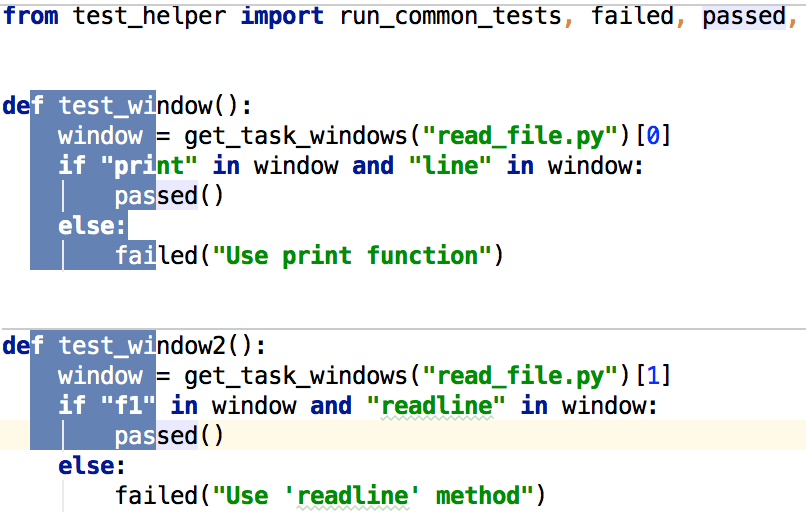 from test_helper import run_common_tests, failed, passed,
def test_window():
    window = get_task_windows("read_file.py")[0]
    if "print" in window and "line" in window:
        passed()
    else:
        failed("Use print function")
def test_window2():
    window = get_task_windows("read_file.py")[1]
    if "f1" in window and "readline" in window:
        passed()
    else:
        failed("Use 'readline' method")